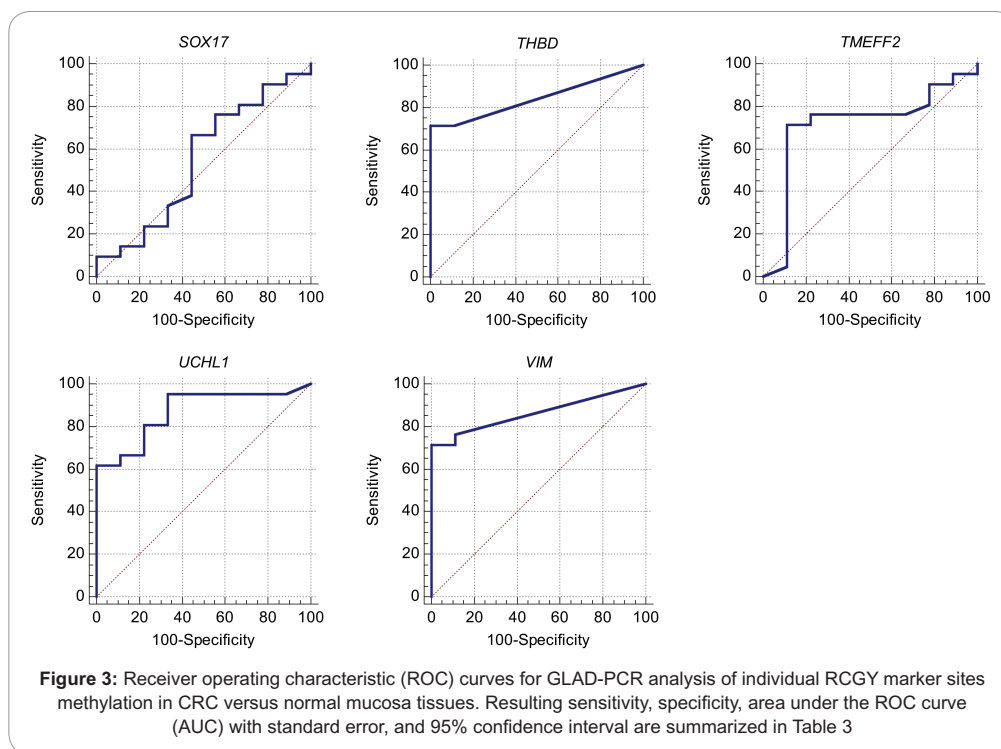 SOX17
100
80
60
40
20
0
Sensitivity
0 20 40 60 80 100
100-Specificity
THBD
100
80
60
40
20
0
Sensitivity
0 20 40 60 80 100
100-Specificity
TMEFF2
100
80
60
40
20
0
Sensitivity
0 20 40 60 80 100
100-Specificity
UCHL1
100
80
60
40
20
0
Sensitivity
0 20 40 60 80 100
100-Specificity
VIM
100
80
60
40
20
0
Sensitivity
0 20 40 60 80 100
100-Specificity
Figure 3: Receiver operating characteristic (ROC) curves for GLAD-PCR analysis of individual RCGY marker sites
methylation in CRC versus normal mucosa tissues. Resulting sensitivity, specificity, area under the ROC curve
(AUC) with standard error, and 95% confidence interval are summarized in Table 3